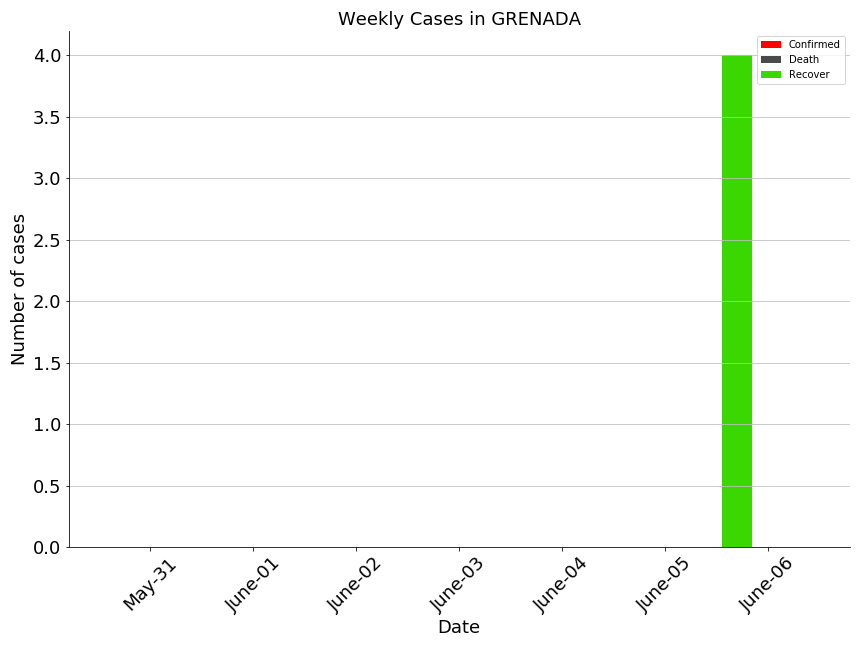 Weekly Cases in GRENADA
Confirmed
Death
Recover
Number of cases
4.0
3.5
3.0
2.5
2.0
1.5
1.0
0.5
0.0
May-31
June-01
June-02
June-03
June-04
June-05
June-06
Date